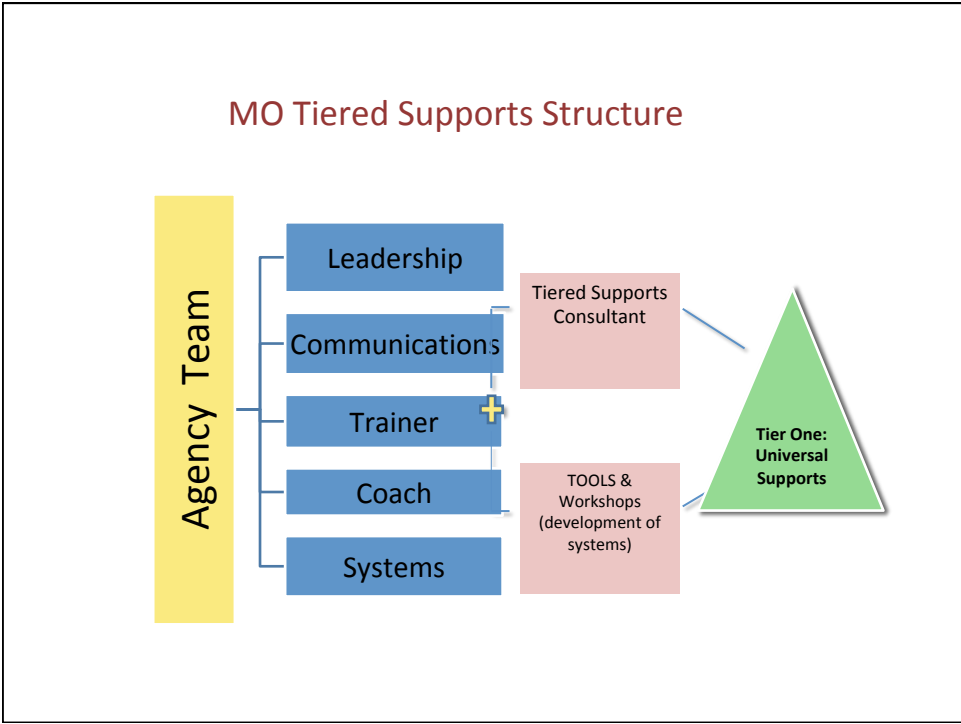 MO Tiered Supports Structure
Agency Team
Leadership
Communications
Trainer
Coach
Systems
Tiered Supports
Consultant
TOOLS &
Workshops
(development of
systems)
Tier One:
Universal
Supports